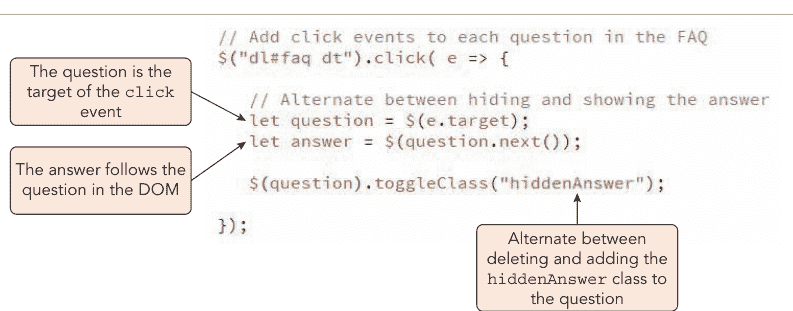 // Add click events to each question in the FAQ
$("dl#faq dt").click( e => {
The question is the
target of the click
event
// Alternate between hiding and showing the answer
let question = $(e.target);
let answer = $(question.next());
The answer follows the
question in the DOM
$(question).toggleClass("hiddenAnswer");
});
Alternate between
deleting and adding the
hiddenAnswer class to
the question